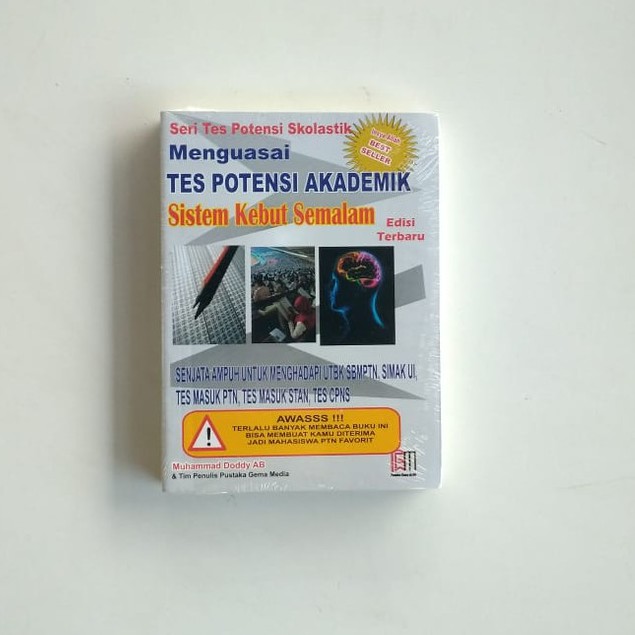 Seri Tes Potensi Skolastik
Insya Allah
BEST
SELLER
Menguasai
TES POTENSI AKADEMIK
Sistem Kebut Semalam
Edisi
Terbaru
SENJATA AMPUH UNTUK MENGHADAPI UTBK SBMPTN, SIMAK UI,
TES MASUK PTN, TES MASUK STAN, TES CPNS
AWASSS !!!
TERLALU BANYAK MEMBACA BUKU INI
BISA MEMBUAT KAMU DITERIMA
JADI MAHASISWA PTN FAVORIT
Muhammad Doddy AB
& Tim Penulis Pustaka Gema Media